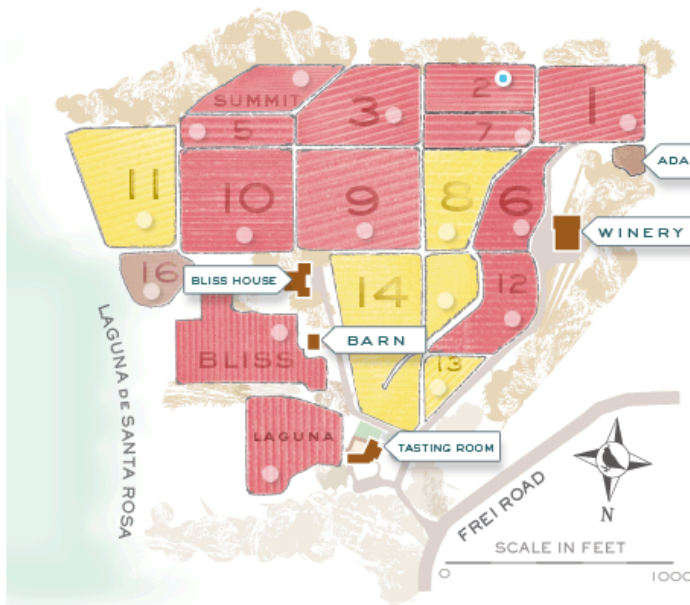 SUMMIT
3
2
1
5
7
11
10
9
8
6
ADA
WINERY
16
BLISS HOUSE
14
12
BARN
BLISS
13
LAGUNA DE SANTA ROSA
LAGUNA
TASTING ROOM
FREI ROAD
N
SCALE IN FEET
0
1000